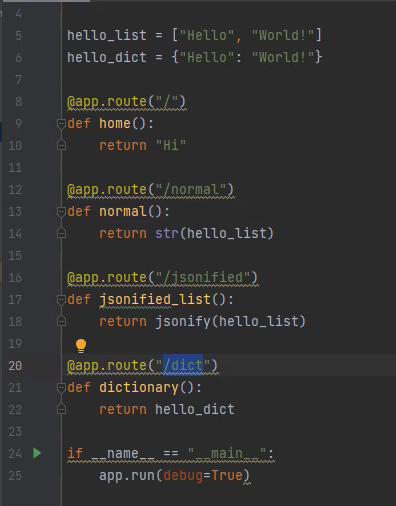 4
5 hello_list = ["Hello", "World!"]
6 hello_dict = {"Hello": "World!"}
7
8 @app.route("/")
9 def home():
10     return "Hi"
11
12 @app.route("/normal")
13 def normal():
14     return str(hello_list)
15
16 @app.route("/jsonified")
17 def jsonified_list():
18     return jsonify(hello_list)
19
20 @app.route("/dict")
21 def dictionary():
22     return hello_dict
23
24 if __name__ == "__main__":
25     app.run(debug=True)